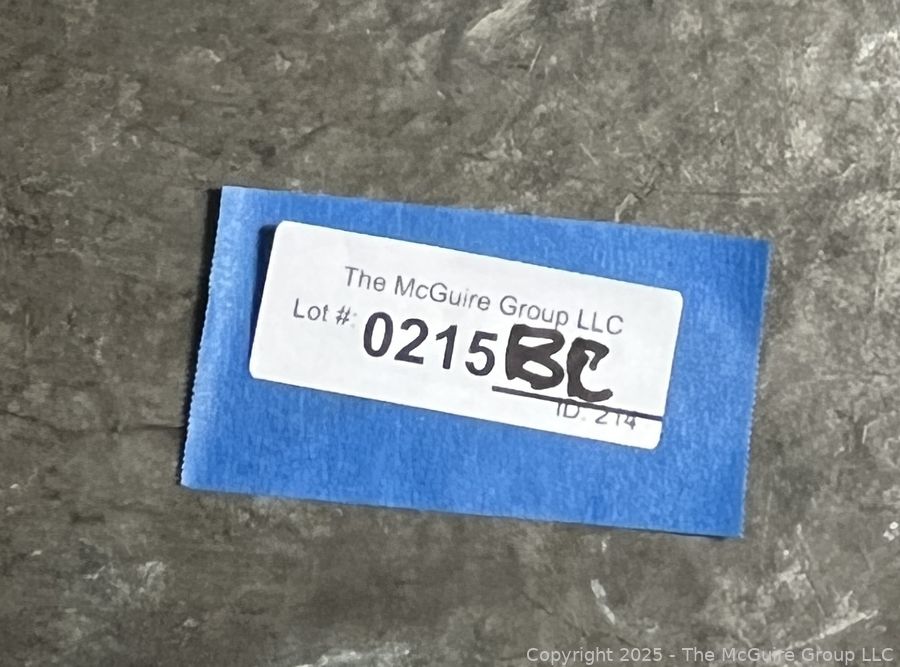 The McGuire Group LLC
Lot #: 0215BC
ID: 214
Copyright 2025 - The McGuire Group LLC